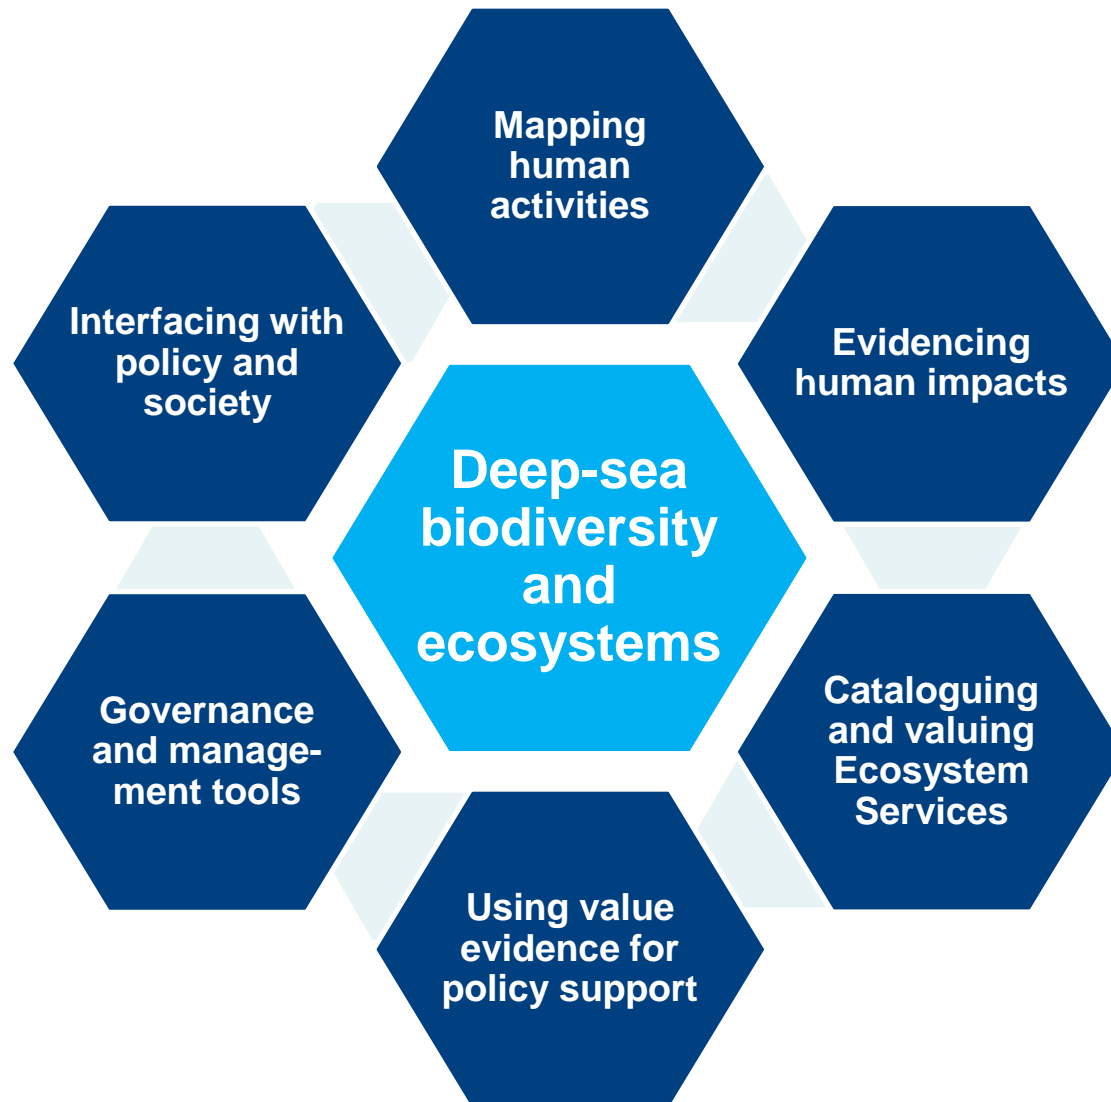 Mapping
human
activities
Evidencing
human impacts
Cataloguing
and valuing
Ecosystem
Services
Using value
evidence for
policy support
Governance
and manage-
ment tools
Interfacing with
policy and
society
Deep-sea
biodiversity
and
ecosystems